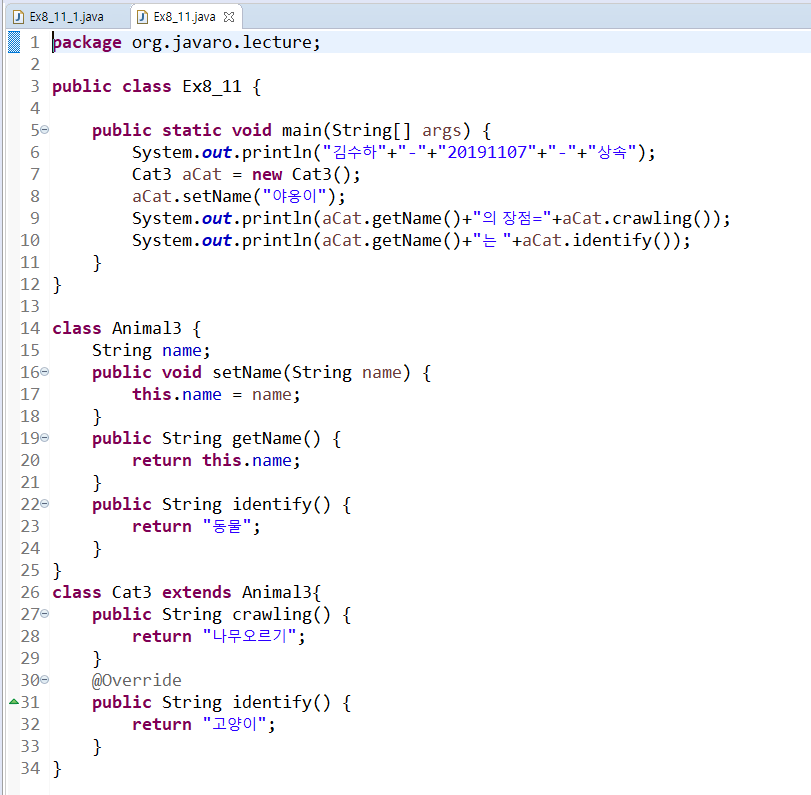 Ex8_11_1.java Ex8_11.java
1 package org.javaro.lecture;
2
3 public class Ex8_11 {
4
5 public static void main(String[] args) {
6 System.out.println("김수하"+"-"+"20191107"+"-"+"상속");
7 Cat3 aCat = new Cat3();
8 aCat.setName("야옹이");
9 System.out.println(aCat.getName()+"의 장점="+aCat.crawling());
10 System.out.println(aCat.getName()+"는 "+aCat.identify());
11 }
12 }
13
14 class Animal3 {
15 String name;
16 public void setName(String name) {
17 this.name = name;
18 }
19 public String getName() {
20 return this.name;
21 }
22 public String identify() {
23 return "동물";
24 }
25 }
26 class Cat3 extends Animal3{
27 public String crawling() {
28 return "나무오르기";
29 }
30 @Override
31 public String identify() {
32 return "고양이";
33 }
34 }